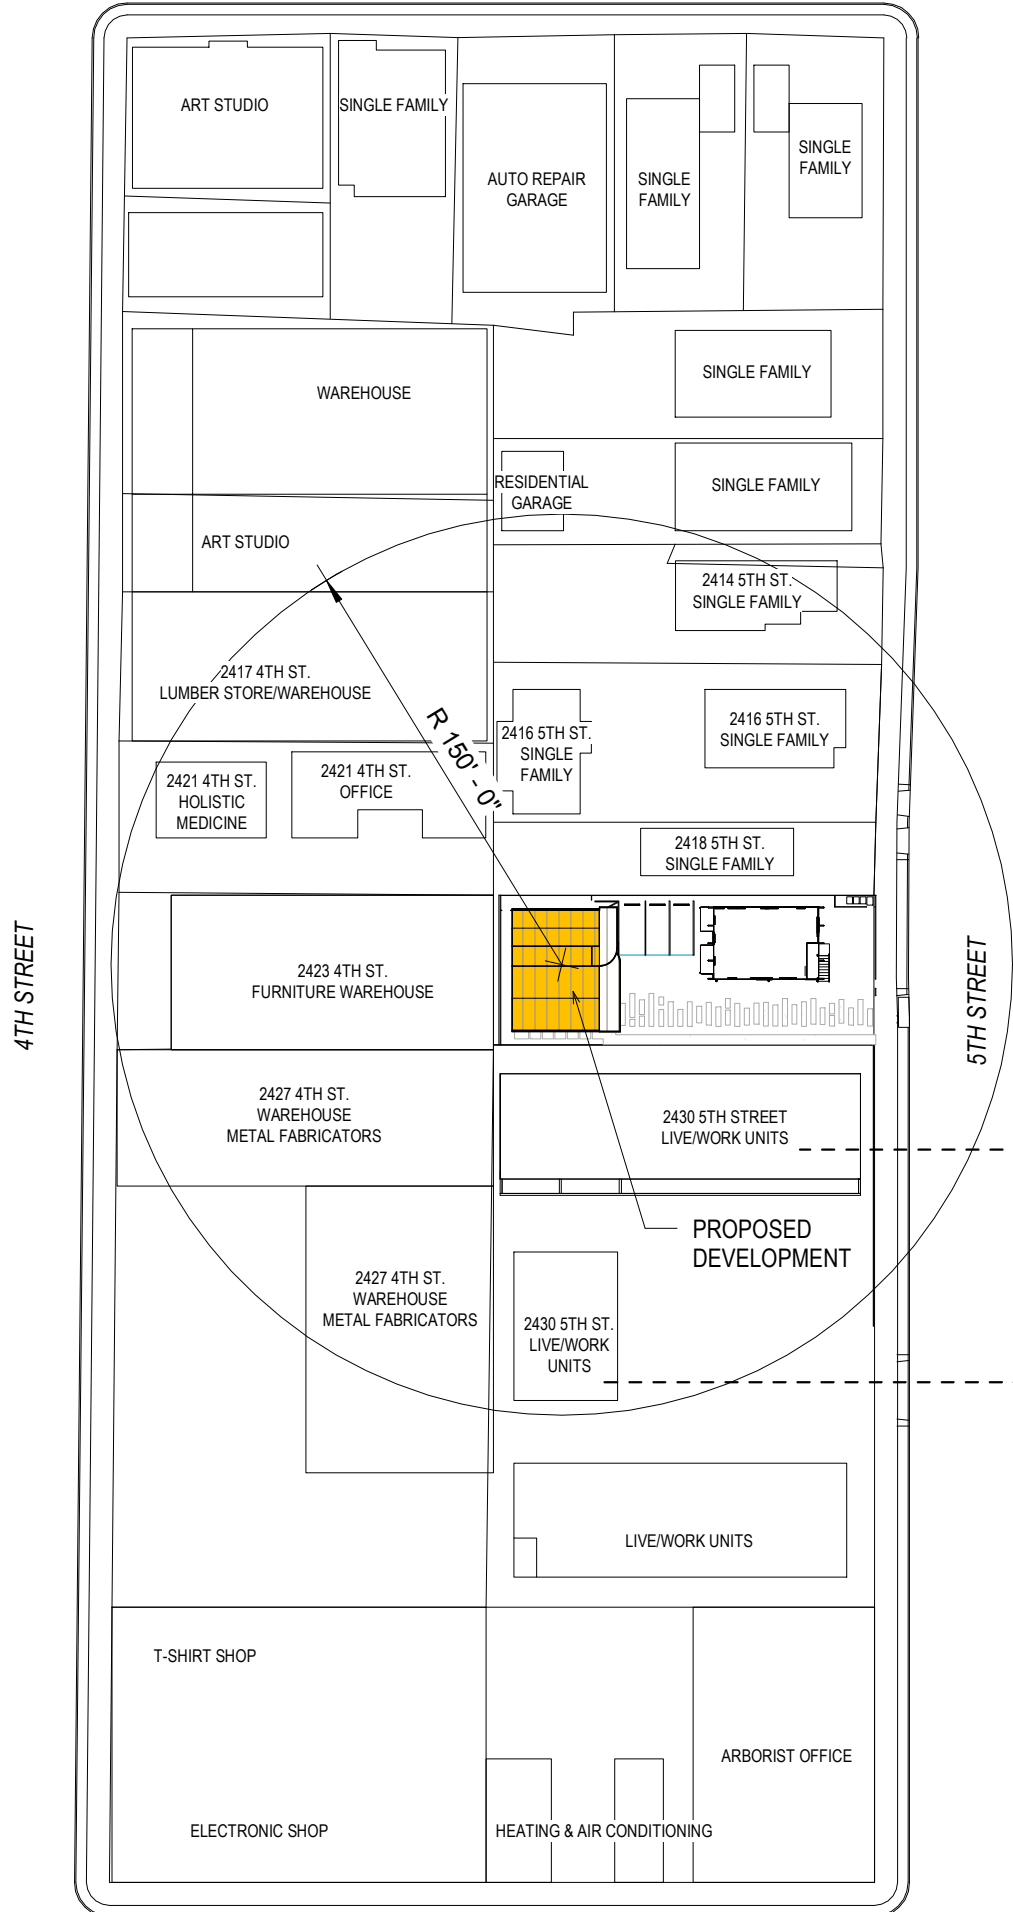 ART STUDIO
SINGLE FAMILY
AUTO REPAIR
GARAGE
SINGLE
FAMILY
SINGLE
FAMILY
WAREHOUSE
SINGLE FAMILY
RESIDENTIAL
GARAGE
SINGLE FAMILY
ART STUDIO
2414 5TH ST.
SINGLE FAMILY
2417 4TH ST.
LUMBER STORE/WAREHOUSE
R 150' - 0"
2416 5TH ST.
SINGLE
FAMILY
2416 5TH ST.
SINGLE FAMILY
2421 4TH ST.
HOLISTIC
MEDICINE
2421 4TH ST.
OFFICE
2418 5TH ST.
SINGLE FAMILY
4TH STREET
2423 4TH ST.
FURNITURE WAREHOUSE
5TH STREET
2427 4TH ST.
WAREHOUSE
METAL FABRICATORS
2430 5TH STREET
LIVE/WORK UNITS
PROPOSED
DEVELOPMENT
2427 4TH ST.
WAREHOUSE
METAL FABRICATORS
2430 5TH ST.
LIVE/WORK
UNITS
LIVE/WORK UNITS
T-SHIRT SHOP
ARBORIST OFFICE
ELECTRONIC SHOP
HEATING & AIR CONDITIONING